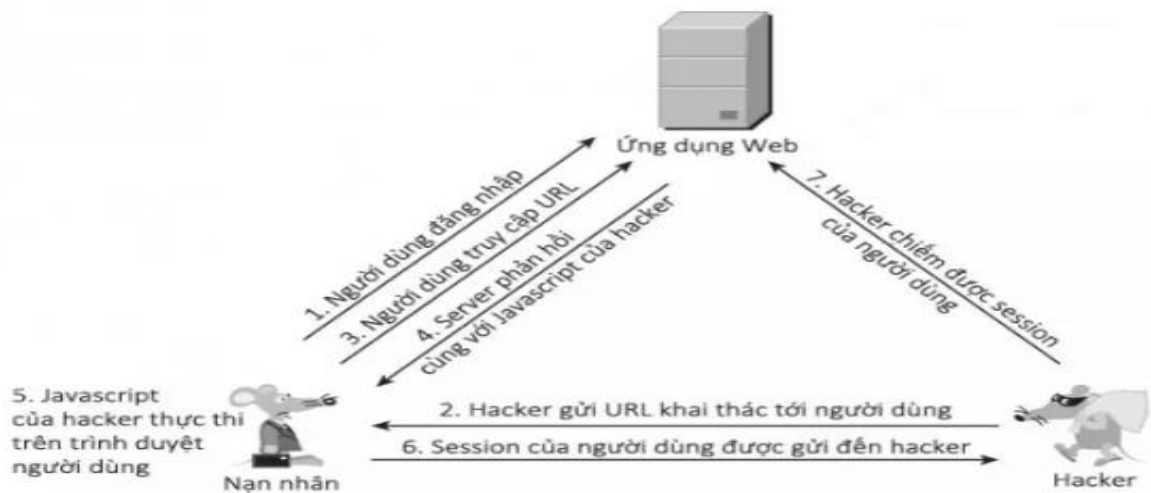 Ứng dụng Web
1. Người dùng đăng nhập
3. Người dùng truy cập URL
4. Server phản hồi
cùng với Javascript của hacker
7. Hacker chiếm được session
của người dùng
5. Javascript
của hacker thực thi
trên trình duyệt
người dùng
2. Hacker gửi URL khai thác tới người dùng
6. Session của người dùng được gửi đến hacker
Nạn nhân
Hacker